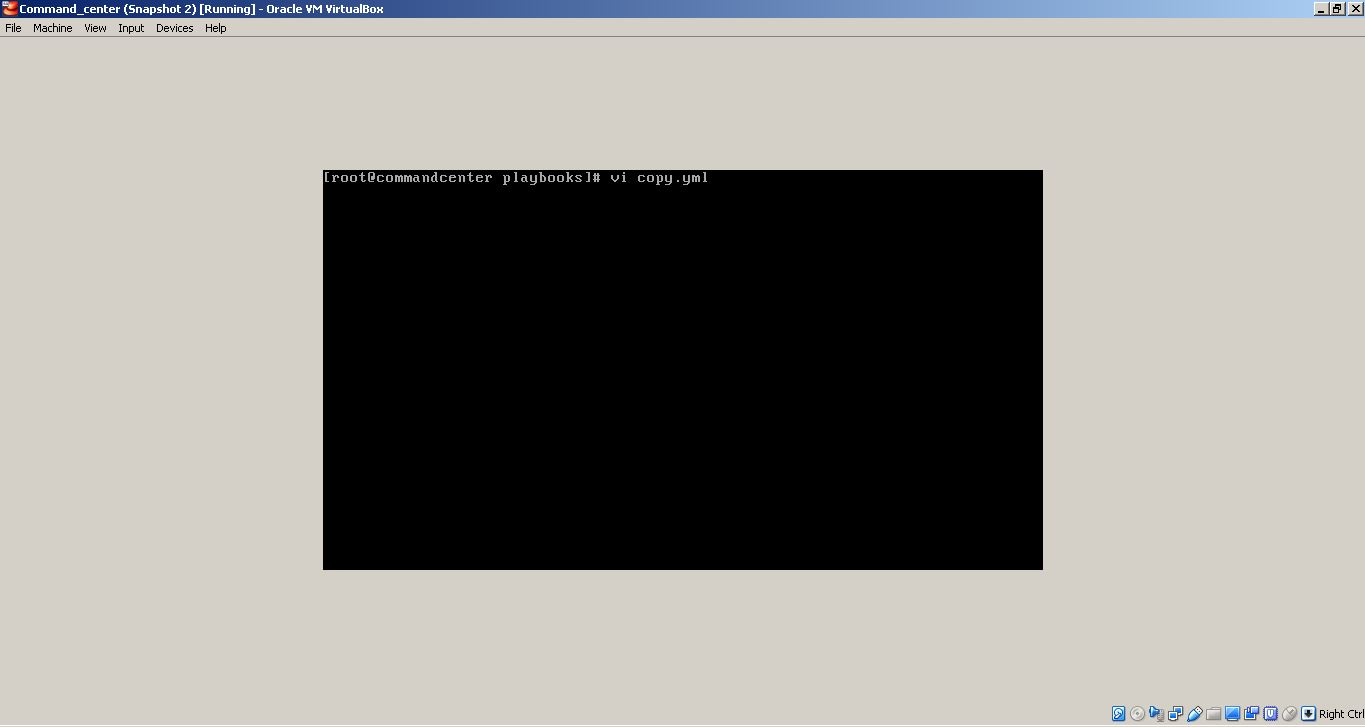 Command_center (Snapshot 2) [Running] - Oracle VM VirtualBox
File Machine View Input Devices Help
[root@commandcenter playbooks]# vi copy.yml
Right Ctrl